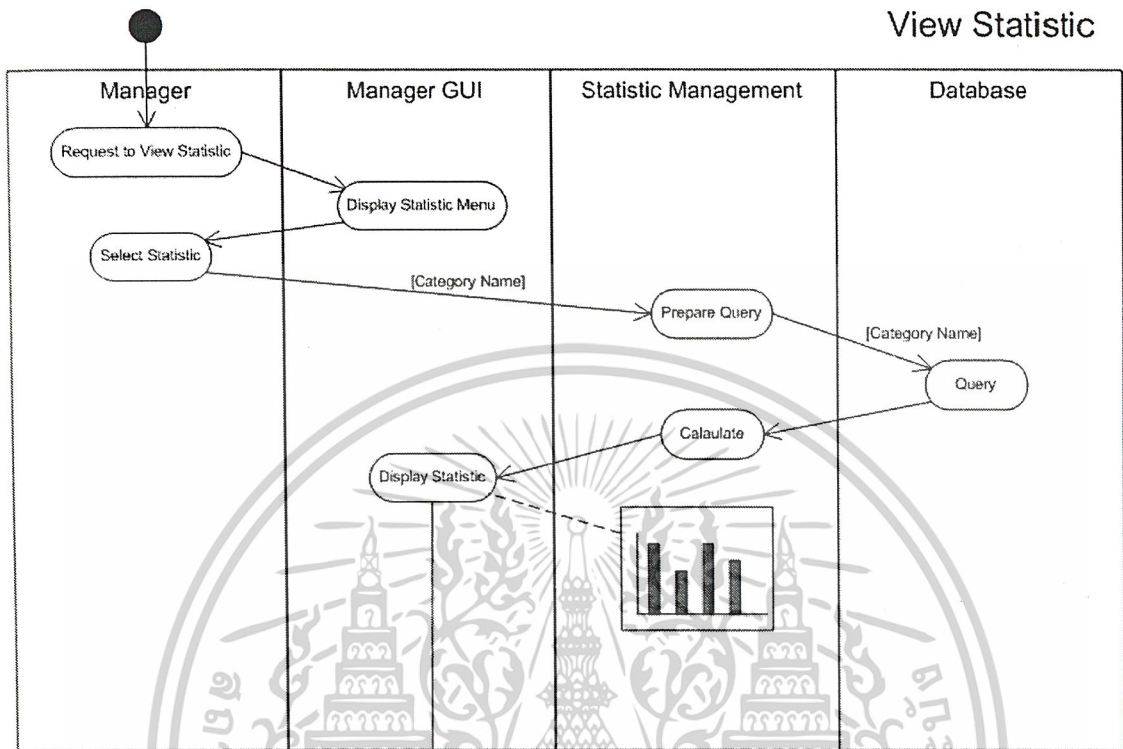 View Statistic
Manager
Manager GUI
Statistic Management
Database
Request to View Statistic
Display Statistic Menu
Select Statistic
[Category Name]
Prepare Query
[Category Name]
Query
Calaulate
Display Statistic